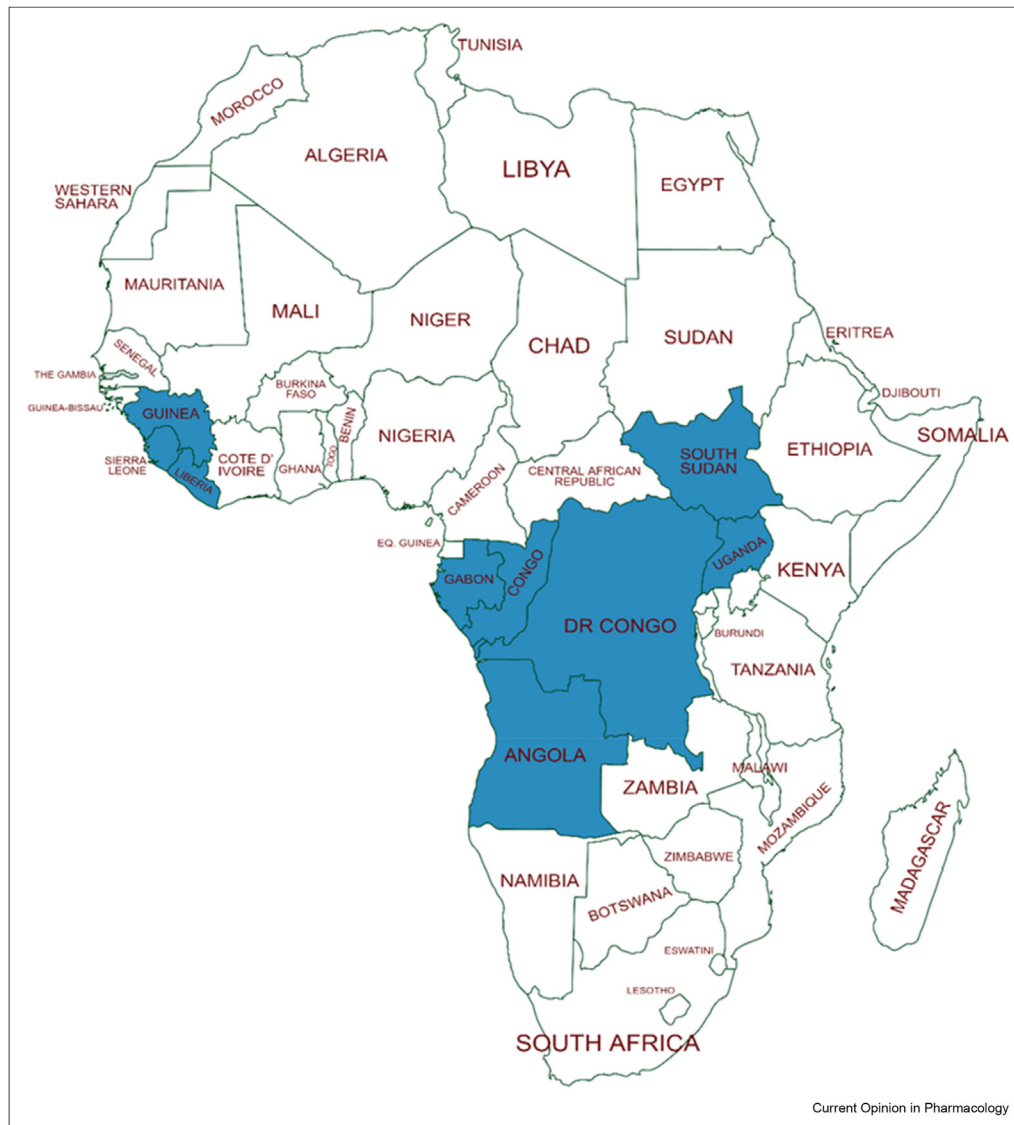 TUNISIA
MOROCCO
ALGERIA
LIBYA
EGYPT
WESTERN
SAHARA
MAURITANIA
MALI
NIGER
CHAD
SUDAN
ERITREA
SENEGAL
THE GAMBIA
BURKINA
FASO
DJIBOUTI
GUINEA-BISSAU
GUINEA
BENIN
NIGERIA
SOMALIA
ETHIOPIA
SOUTH
SUDAN
SIERRA
LEONE
LIBERIA
COTE D'
IVOIRE
GHANA
TOGO
CAMEROON
CENTRAL AFRICAN
REPUBLIC
EQ. GUINEA
GABON
CONGO
UGANDA
KENYA
DR CONGO
BURUNDI
TANZANIA
ANGOLA
ZAMBIA
MALAWI
MOZAMBIQUE
MADAGASCAR
NAMIBIA
ZIMBABWE
BOTSWANA
ESWATINI
LESOTHO
SOUTH AFRICA
Current Opinion in Pharmacology